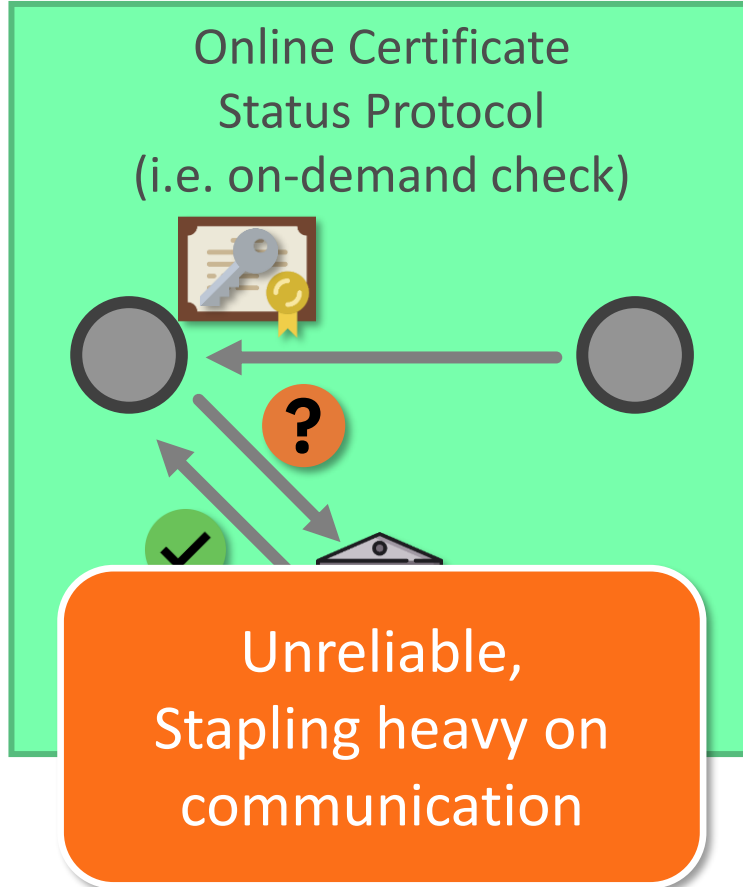 Online Certificate
Status Protocol
(i.e. on-demand check)
?
Unreliable,
Stapling heavy on
communication